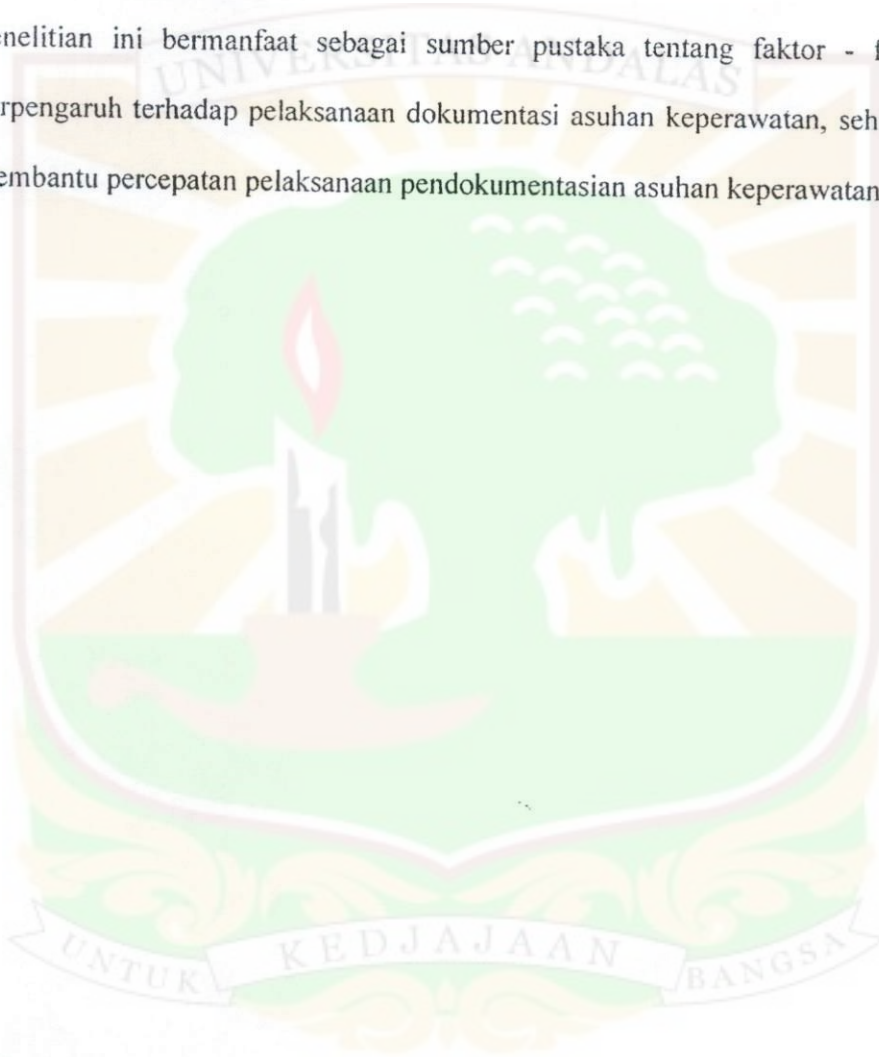 enelitian ini bermanfaat sebagai sumber pustaka tentang faktor - f
UNIVERSITAS ANDALAS
rpengaruh terhadap pelaksanaan dokumentasi asuhan keperawatan, seh
embantu percepatan pelaksanaan pendokumentasian asuhan keperawatan
UNTUK KEDJAJAAN BANGSA